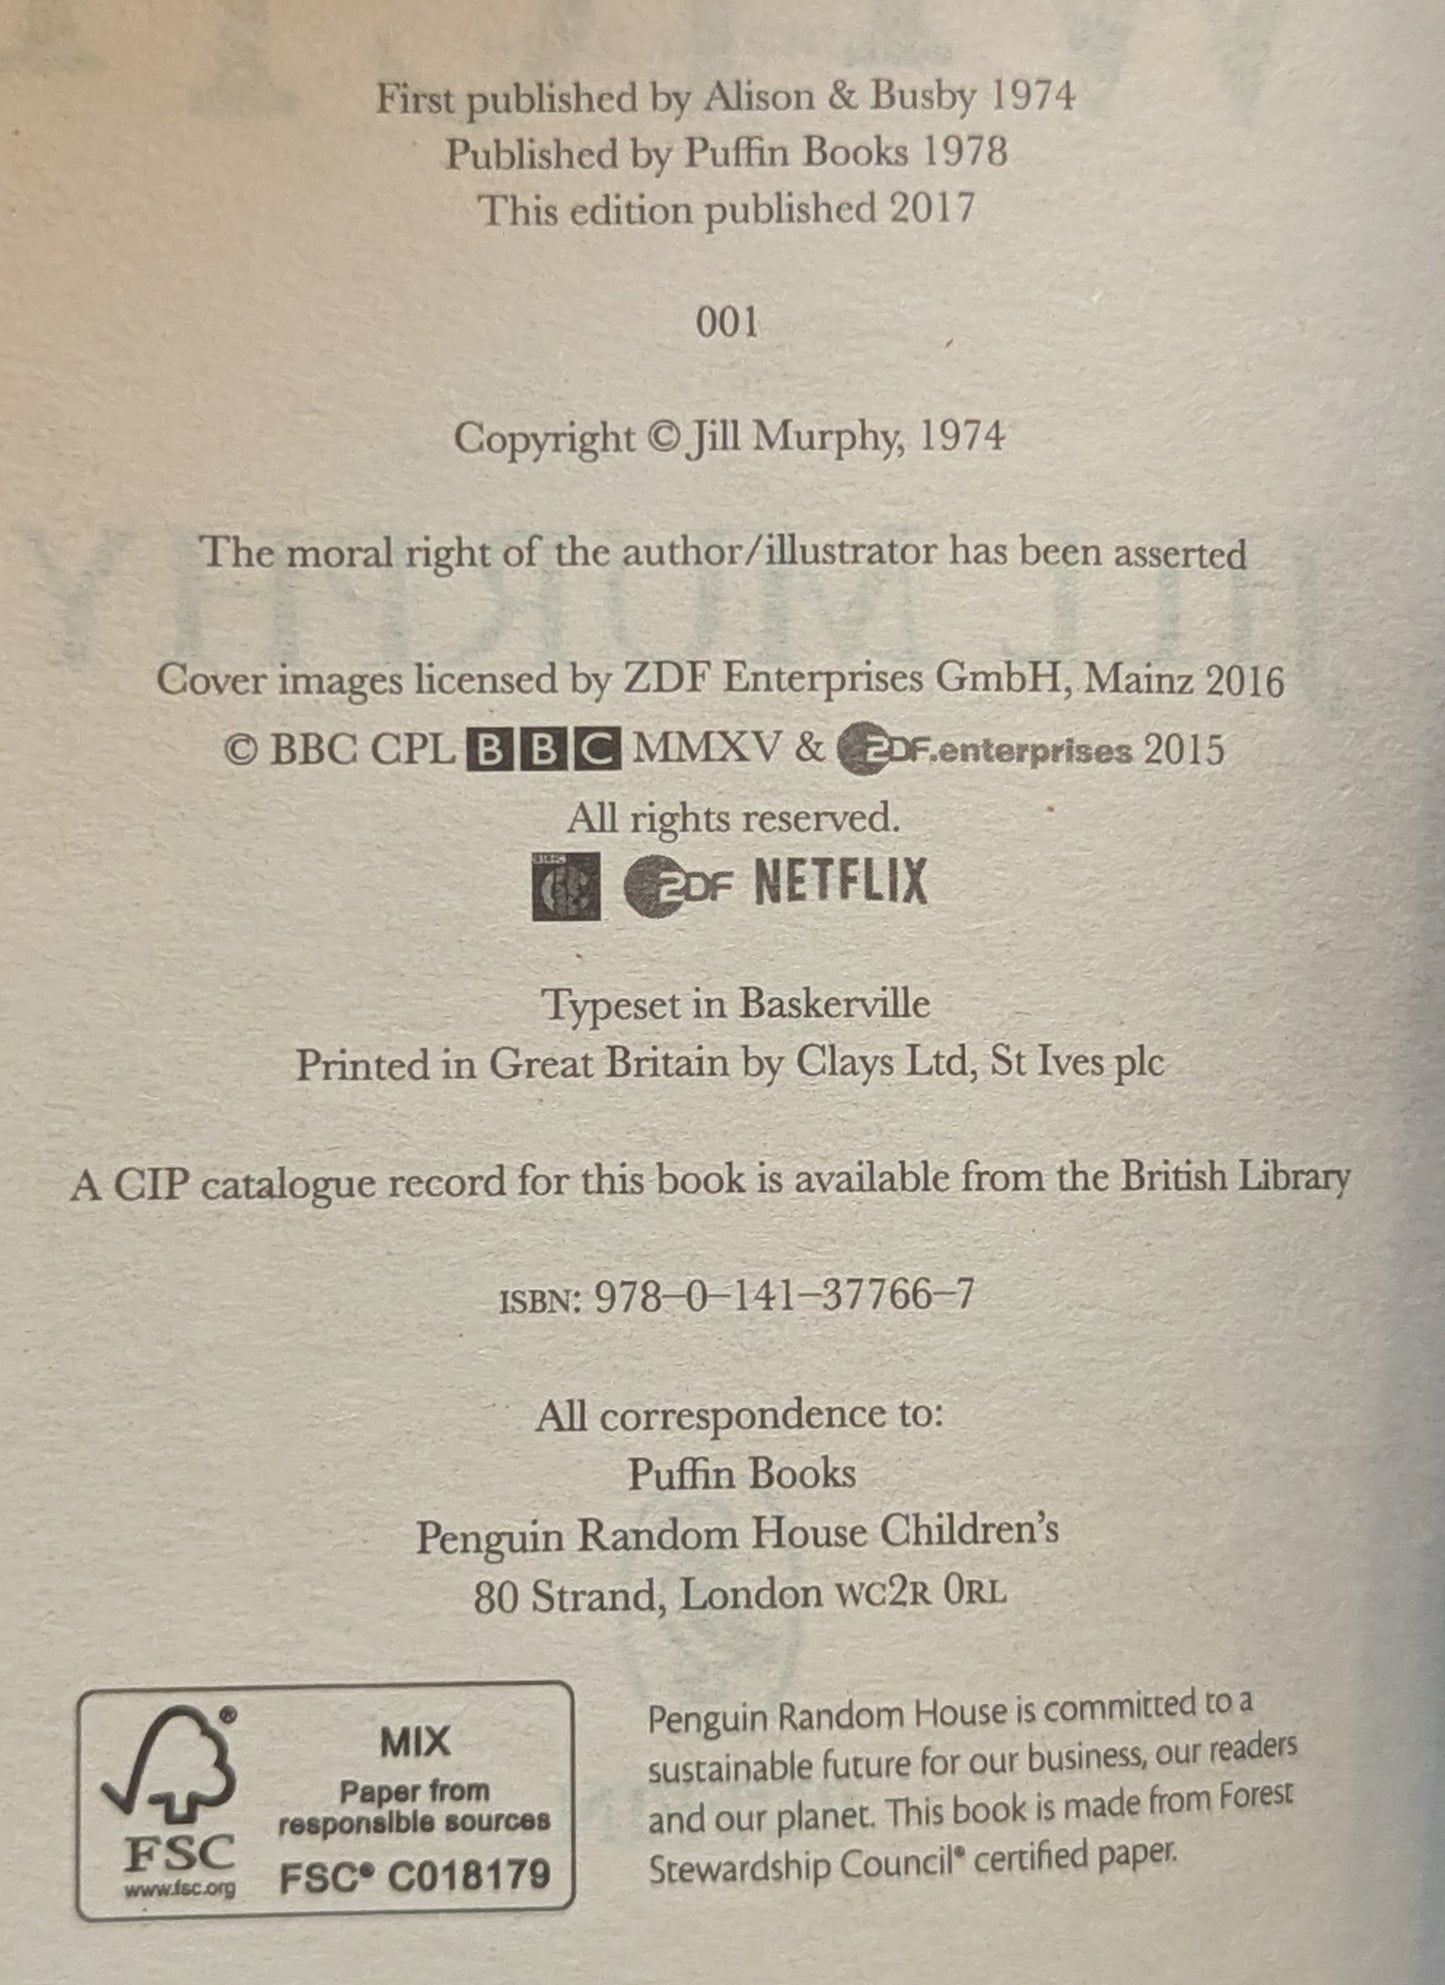 First published by Alison & Busby 1974
Published by Puffin Books 1978
This edition published 2017
001
Copyright © Jill Murphy, 1974
The moral right of the author/illustrator has been asserted
Cover images licensed by ZDF Enterprises GmbH, Mainz 2016
© BBC CPL BBC MMXV & ZDF.enterprises 2015
All rights reserved.
ZDF NETFLIX
Typeset in Baskerville
Printed in Great Britain by Clays Ltd, St Ives plc
A CIP catalogue record for this book is available from the British Library
ISBN: 978–0–141–37766–7
All correspondence to:
Puffin Books
Penguin Random House Children’s
80 Strand, London WC2R 0RL
®
MIX
Paper from
responsible sources
FSC
www.fsc.org
FSC® C018179
Penguin Random House is committed to a
sustainable future for our business, our readers
and our planet. This book is made from Forest
Stewardship Council® certified paper.